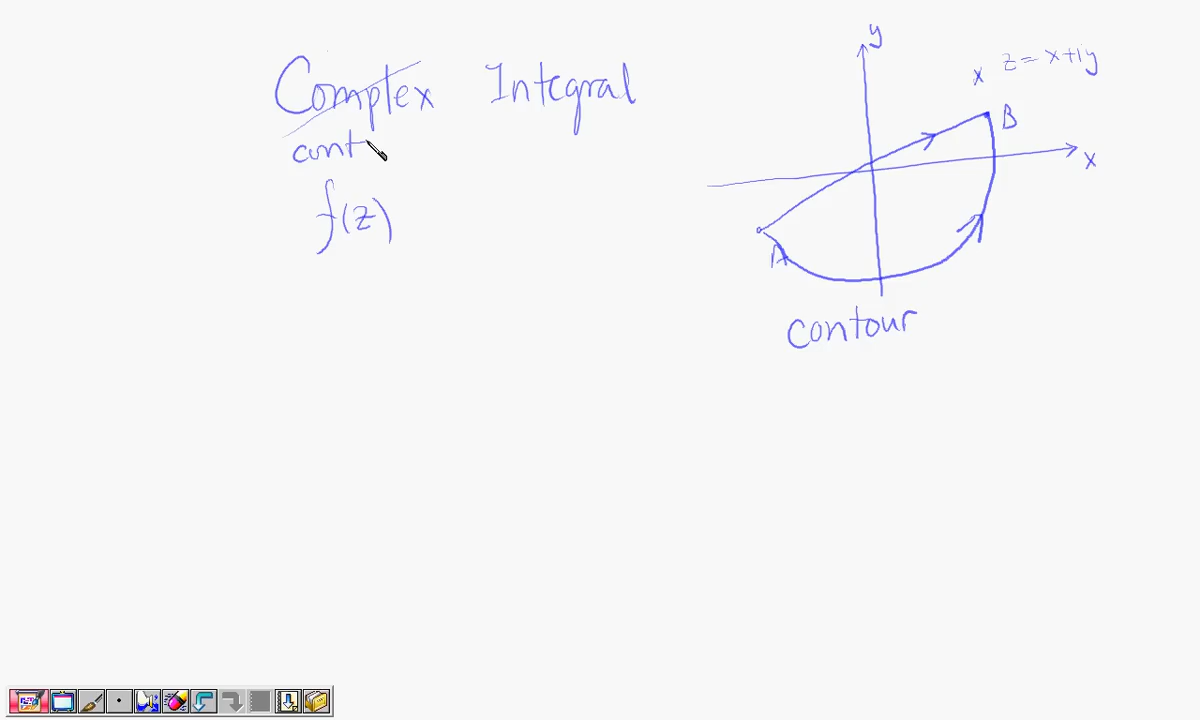 Complex Integral
cont
f(z)
y
x z = x+iy
B
x
A
contour